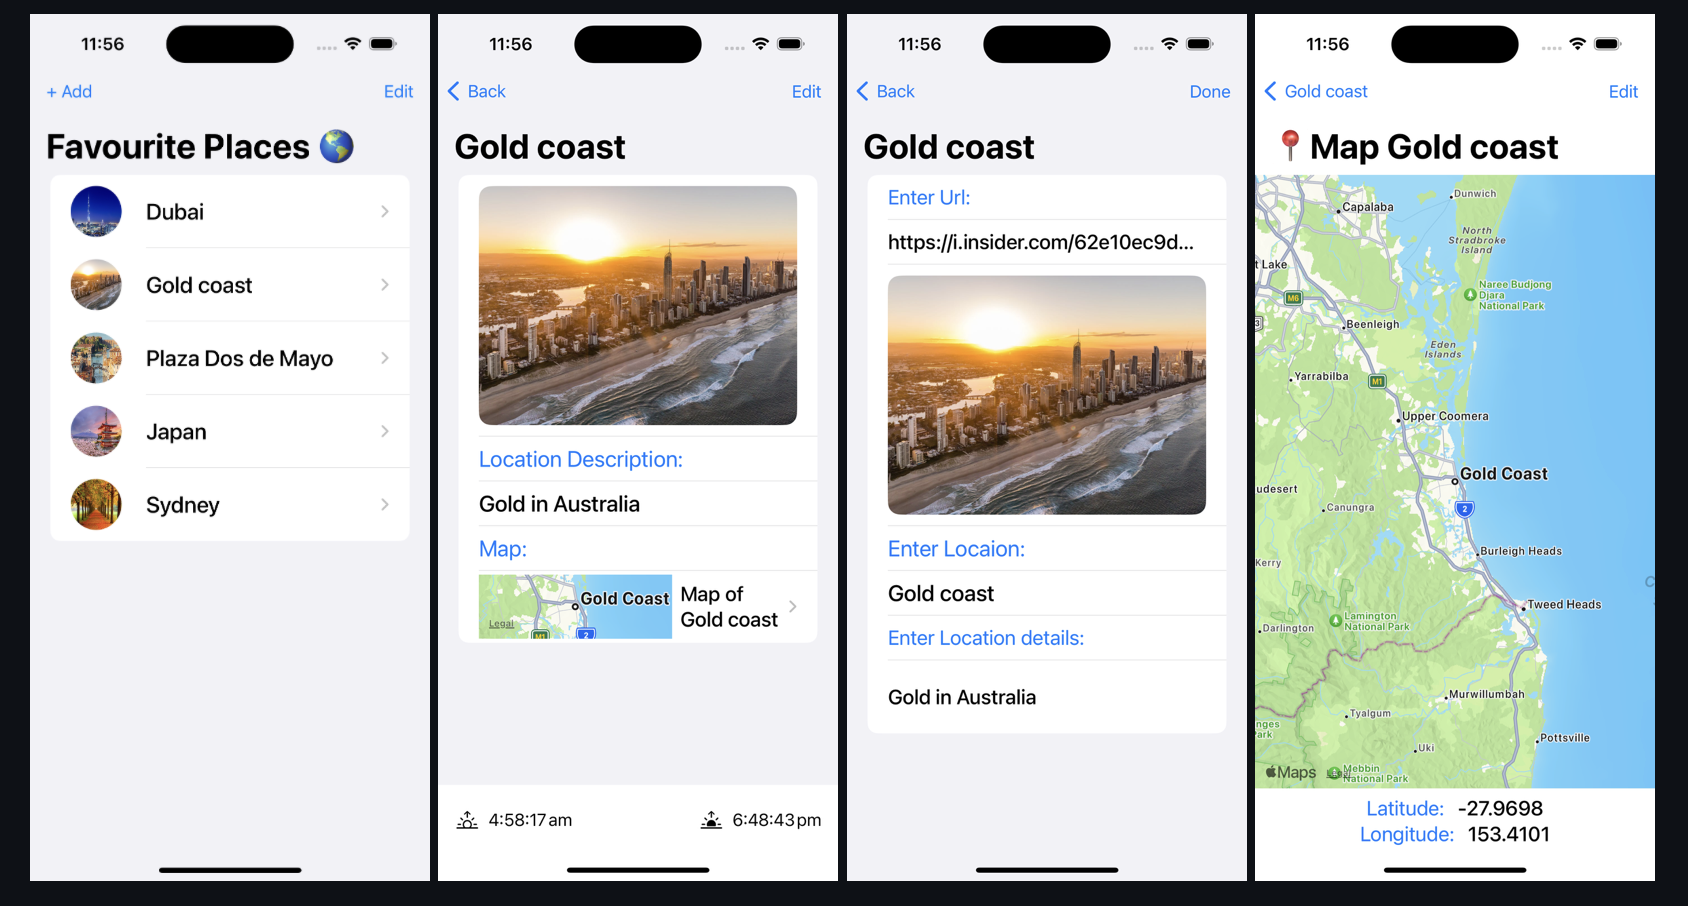 11:56
+ Add
Edit
Favourite Places
Dubai
Gold coast
Plaza Dos de Mayo
Japan
Sydney
11:56
Back
Edit
Gold coast
Location Description:
Gold in Australia
Map:
Gold Coast
Legal
M1
2
Map of
Gold coast
4:58:17 am
6:48:43 pm
11:56
Back
Done
Gold coast
Enter Url:
https://i.insider.com/62e10ec9d...
Enter Locaion:
Gold coast
Enter Location details:
Gold in Australia
11:56
Gold coast
Edit
Map Gold coast
Dunwich
Capalaba
North
Stradbroke
Island
t Lake
Naree Budjong
Djara
National Park
M6
3
Beenleigh
Eden
Islands
Yarrabilba
M1
Upper Coomera
Gold Coast
udesert
Canungra
2
Burleigh Heads
Kerry
Tweed Heads
Lamington
National Park
Darlington
Murwillumbah
Tyalgum
nges
ark
Uki
Pottsville
Maps
Mebbin
National Park
Latitude: -27.9698
Longitude: 153.4101